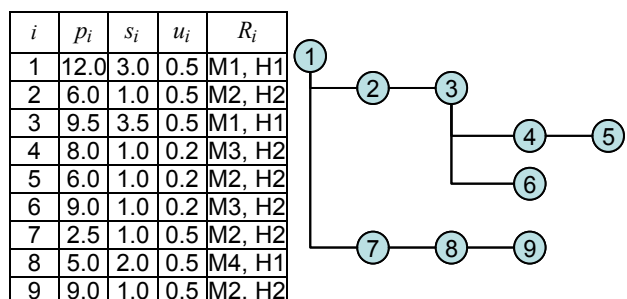 i pi si ui Ri
1 12.0 3.0 0.5 M1, H1
2 6.0 1.0 0.5 M2, H2
3 9.5 3.5 0.5 M1, H1
4 8.0 1.0 0.2 M3, H2
5 6.0 1.0 0.2 M2, H2
6 9.0 1.0 0.2 M3, H2
7 2.5 1.0 0.5 M2, H2
8 5.0 2.0 0.5 M4, H1
9 9.0 1.0 0.5 M2, H2
1
2 3
4 5
6
7 8 9